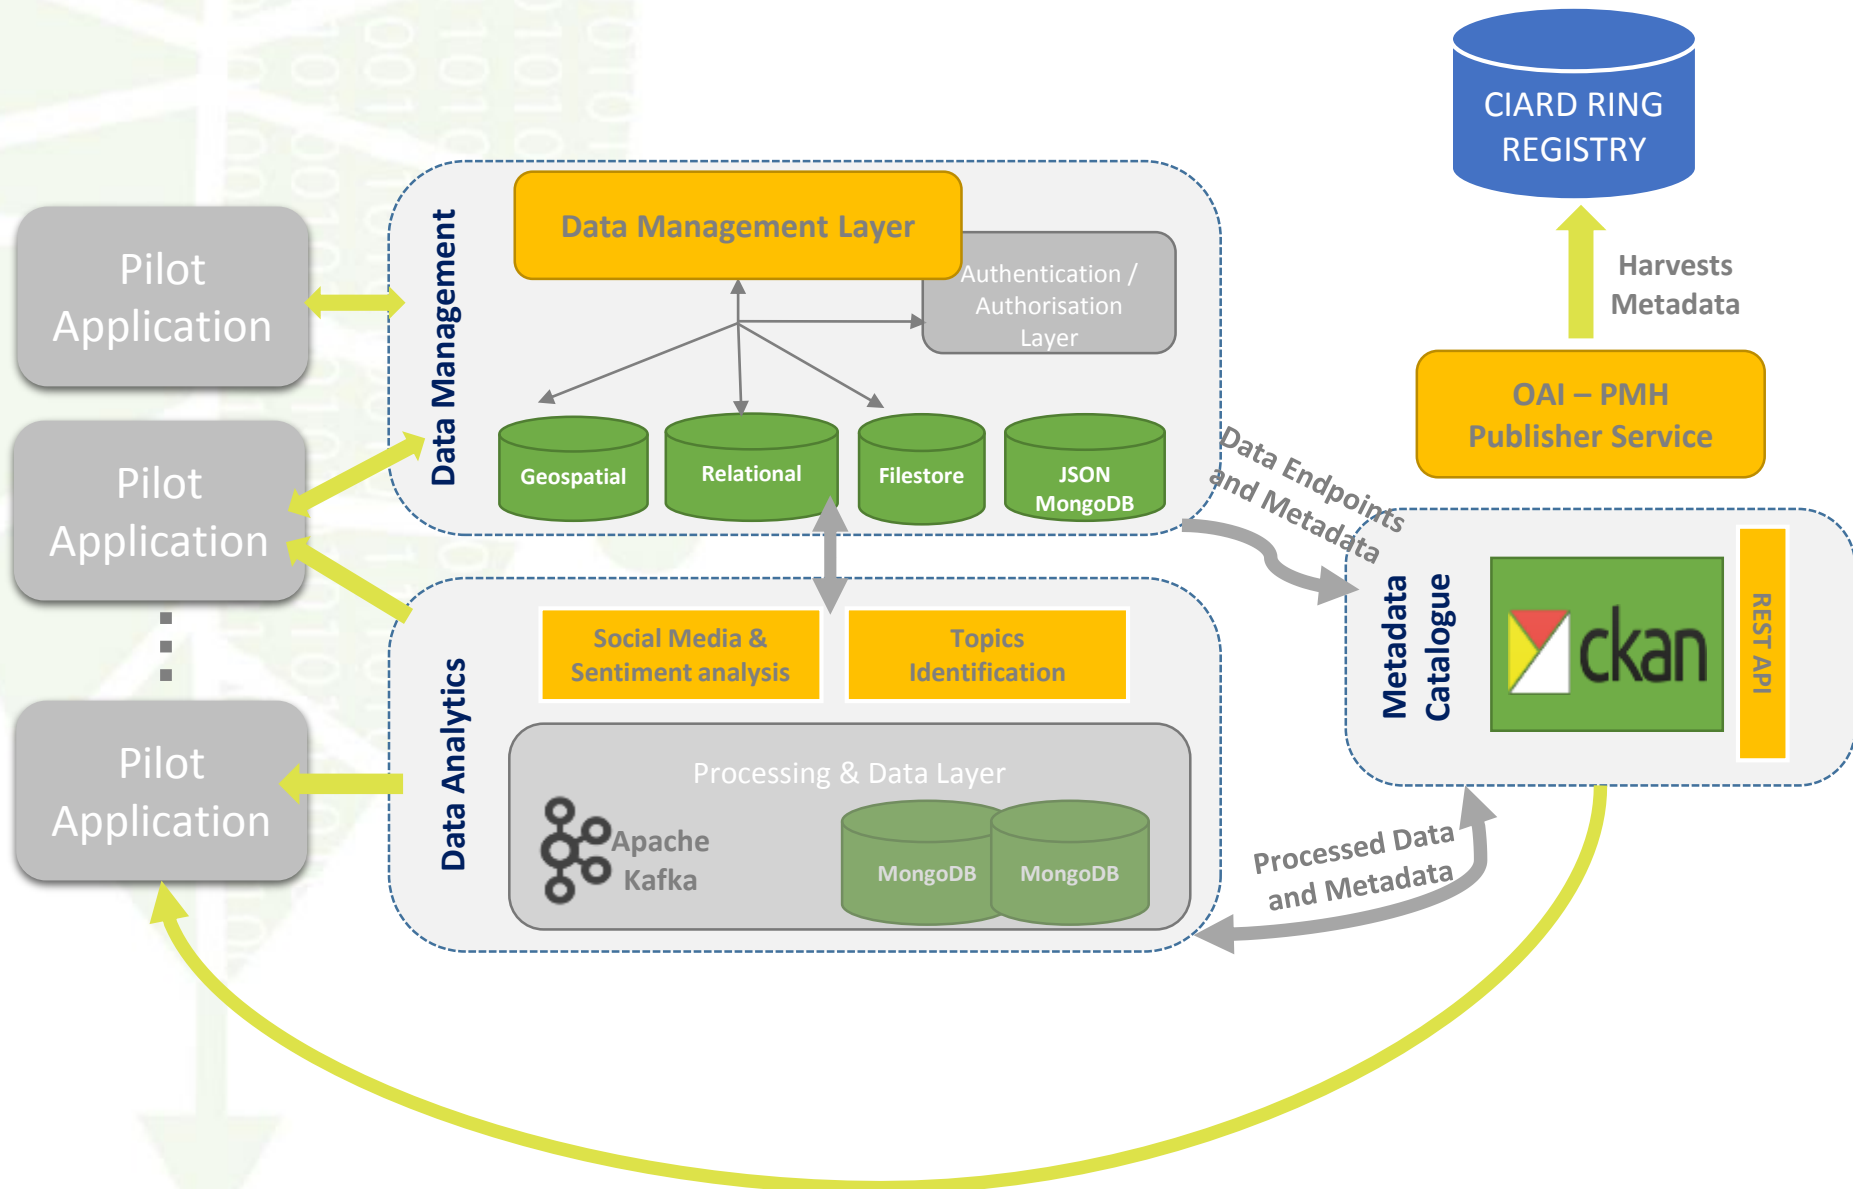 CIARD RING
REGISTRY
Harvests
Metadata
OAI – PMH
Publisher Service
Pilot
Application
Pilot
Application
Pilot
Application
Data Management
Data Management Layer
Authentication /
Authorisation
Layer
Geospatial
Relational
Filestore
JSON
MongoDB
Data Endpoints
and Metadata
Data Analytics
Social Media &
Sentiment analysis
Topics
Identification
Processing & Data Layer
Apache
Kafka
MongoDB
MongoDB
Metadata
Catalogue
ckan
REST API
Processed Data
and Metadata